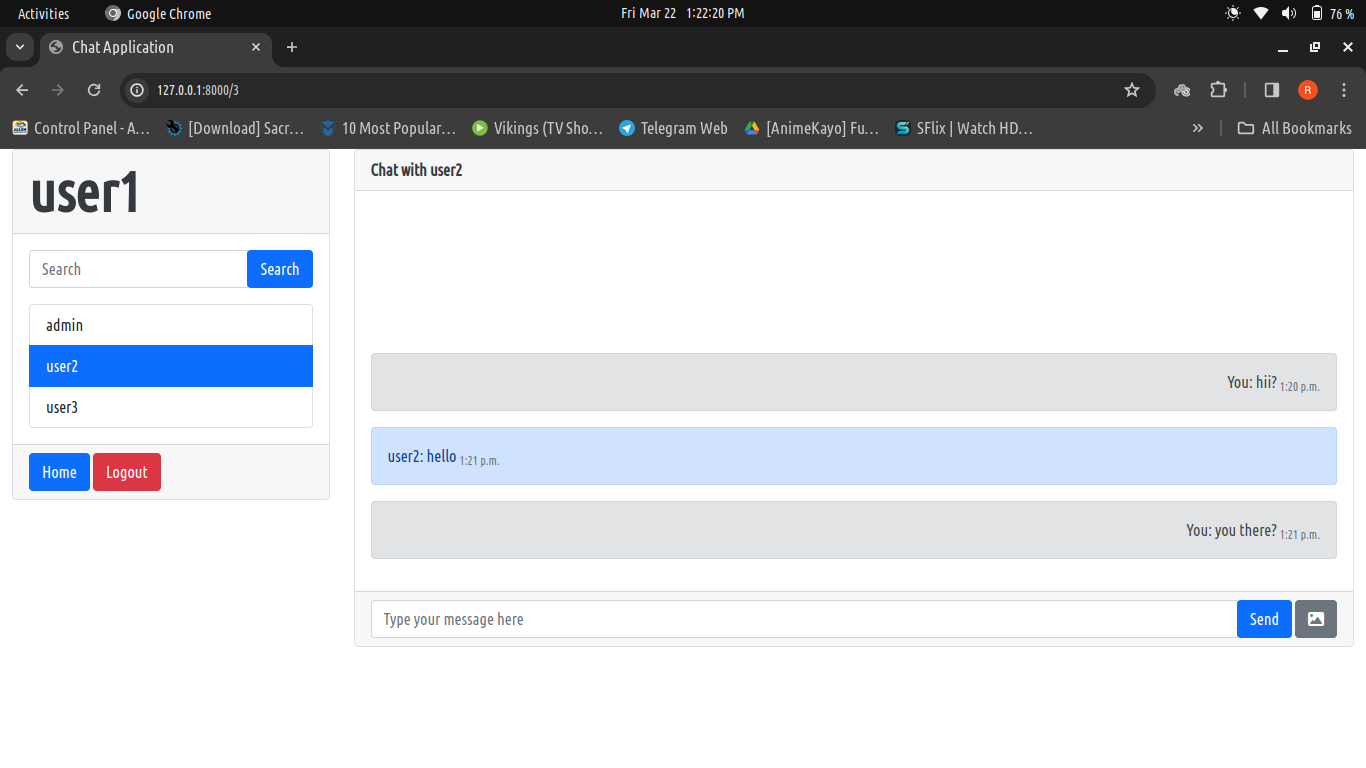 Activities Google Chrome Fri Mar 22 1:22:20 PM 76 %
Chat Application
127.0.0.1:8000/3 R
Control Panel - A... [Download] Sacr... 10 Most Popular... Vikings (TV Sho... Telegram Web [AnimeKayo] Fu... SFlix | Watch HD... » All Bookmarks
user1
Search Search
admin
user2
user3
Home Logout
Chat with user2
You: hii? 1:20 p.m.
user2: hello 1:21 p.m.
You: you there? 1:21 p.m.
Type your message here Send